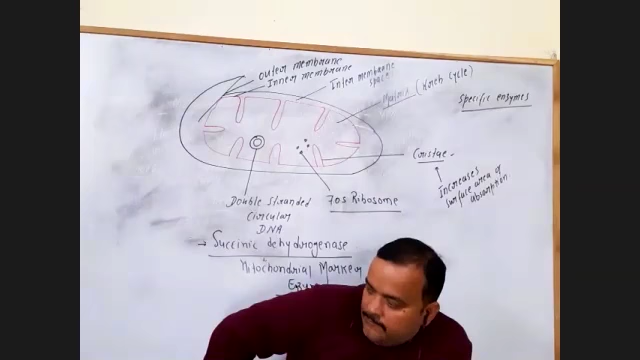 Outer membrane
Inner membrane
Inter membrane
space
Matrix (Kreb cycle)
Specific enzymes
Cristae
Increases
surface area of
absorption.
Double stranded
Circular
DNA
70s Ribosome
→ Succinic dehydrogenase
Mitochondrial Marker